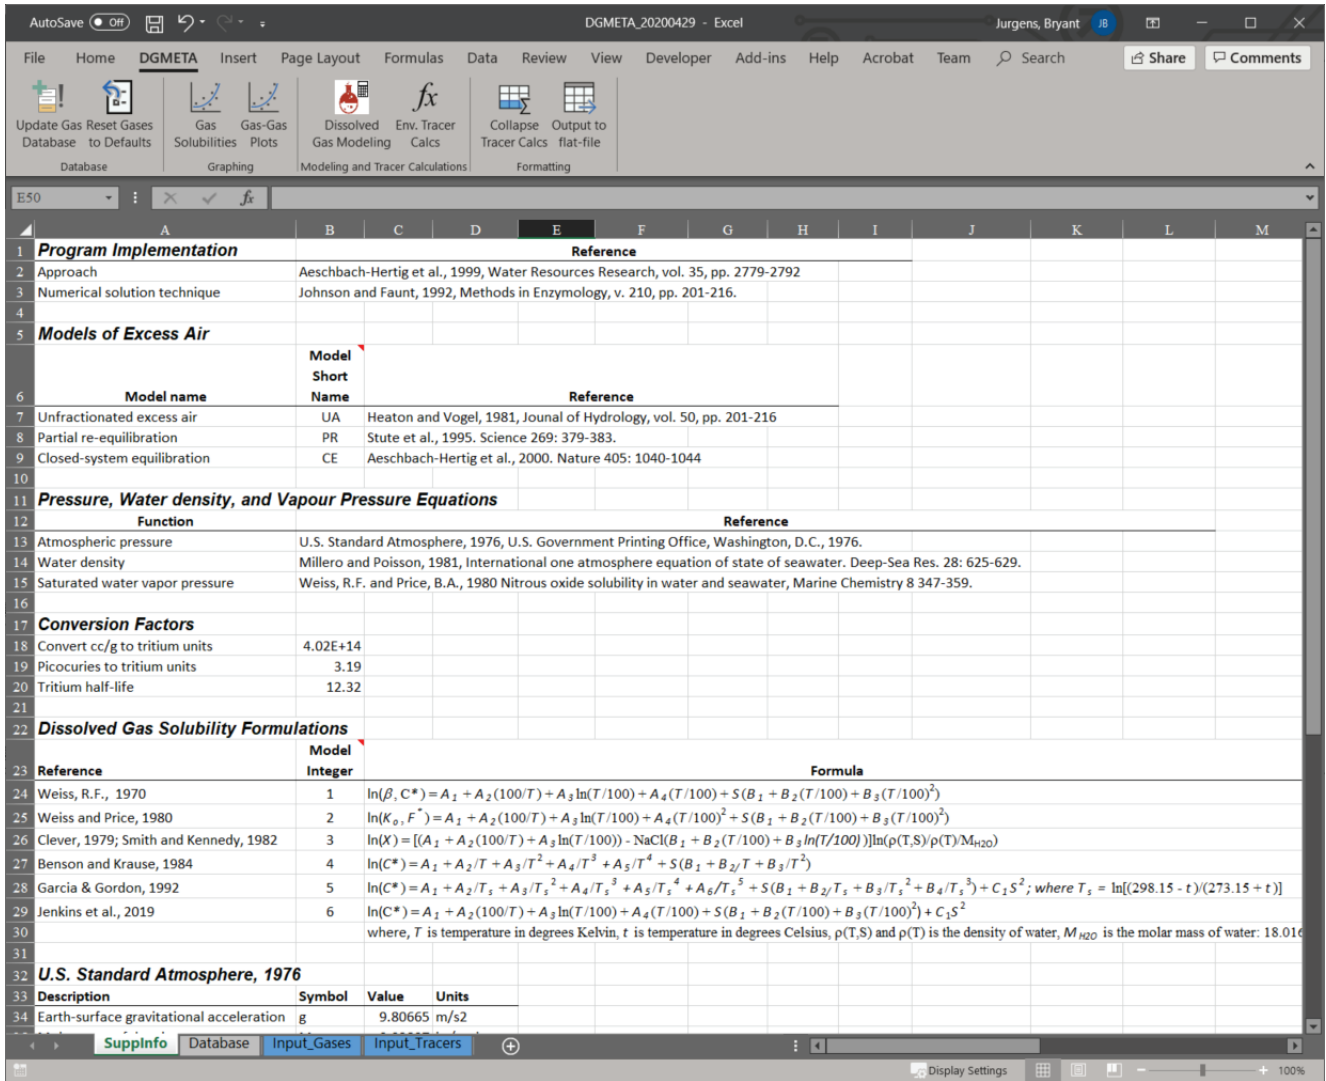 AutoSave Off DGMETA_20200429 - Excel Jurgens, Bryant JB
File Home DGMETA Insert Page Layout Formulas Data Review View Developer Add-ins Help Acrobat Team Search Share Comments
Update Gas Database Reset Gases to Defaults Gas Solubilities Gas-Gas Plots Dissolved Gas Modeling fx Env. Tracer Calcs Collapse Tracer Calcs Output to flat-file
Database Graphing Modeling and Tracer Calculations Formatting
E50 fx
A B C D E F G H I J K L M
1 Program Implementation Reference
2 Approach Aeschbach-Hertig et al., 1999, Water Resources Research, vol. 35, pp. 2779-2792
3 Numerical solution technique Johnson and Faunt, 1992, Methods in Enzymology, v. 210, pp. 201-216.
4
5 Models of Excess Air
6 Model name Model Short Name Reference
7 Unfractionated excess air UA Heaton and Vogel, 1981, Jounal of Hydrology, vol. 50, pp. 201-216
8 Partial re-equilibration PR Stute et al., 1995. Science 269: 379-383.
9 Closed-system equilibration CE Aeschbach-Hertig et al., 2000. Nature 405: 1040-1044
10
11 Pressure, Water density, and Vapour Pressure Equations
12 Function Reference
13 Atmospheric pressure U.S. Standard Atmosphere, 1976, U.S. Government Printing Office, Washington, D.C., 1976.
14 Water density Millero and Poisson, 1981, International one atmosphere equation of state of seawater. Deep-Sea Res. 28: 625-629.
15 Saturated water vapor pressure Weiss, R.F. and Price, B.A., 1980 Nitrous oxide solubility in water and seawater, Marine Chemistry 8 347-359.
16
17 Conversion Factors
18 Convert cc/g to tritium units 4.02E+14
19 Picocuries to tritium units 3.19
20 Tritium half-life 12.32
21
22 Dissolved Gas Solubility Formulations
23 Reference Model Integer Formula
24 Weiss, R.F., 1970 1 ln(β, C*) = A₁ + A₂(100/T) + A₃ln(T/100) + A₄(T/100) + S(B₁ + B₂(T/100) + B₃(T/100)²)
25 Weiss and Price, 1980 2 ln(K₀, F*) = A₁ + A₂(100/T) + A₃ln(T/100) + A₄(T/100)² + S(B₁ + B₂(T/100) + B₃(T/100)²)
26 Clever, 1979; Smith and Kennedy, 1982 3 ln(X) = [(A₁ + A₂(100/T) + A₃ln(T/100)) - NaCl(B₁ + B₂(T/100) + B₃ln(T/100))]ln(ρ(T,S)/ρ(T)/M_H2O)
27 Benson and Krause, 1984 4 ln(C*) = A₁ + A₂/T + A₃/T² + A₄/T³ + A₅/T⁴ + S(B₁ + B₂/T + B₃/T²)
28 Garcia & Gordon, 1992 5 ln(C*) = A₁ + A₂/Tₛ + A₃/Tₛ² + A₄/Tₛ³ + A₅/Tₛ⁴ + A₆/Tₛ⁵ + S(B₁ + B₂/Tₛ + B₃/Tₛ² + B₄/Tₛ³) + C₁S²; where Tₛ = ln[(298.15 - t)/(273.15 + t)]
29 Jenkins et al., 2019 6 ln(C*) = A₁ + A₂(100/T) + A₃ln(T/100) + A₄(T/100) + S(B₁ + B₂(T/100) + B₃(T/100)²) + C₁S²
30 where, T is temperature in degrees Kelvin, t is temperature in degrees Celsius, ρ(T,S) and ρ(T) is the density of water, M_H2O is the molar mass of water: 18.016
31
32 U.S. Standard Atmosphere, 1976
33 Description Symbol Value Units
34 Earth-surface gravitational acceleration g 9.80665 m/s2
SuppInfo Database Input_Gases Input_Tracers
Display Settings 100%